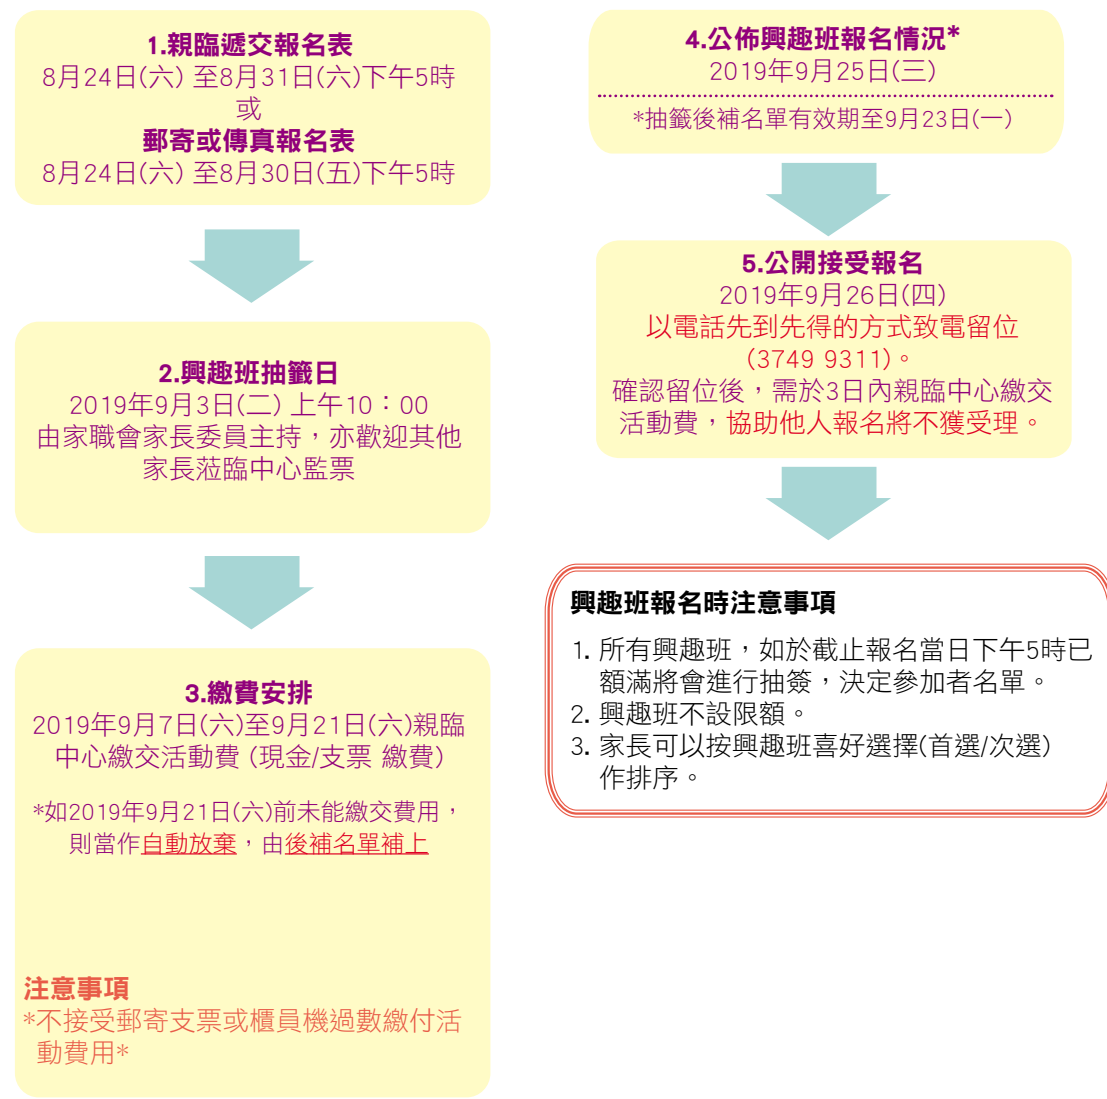 1.親臨遞交報名表
8月24日(六) 至8月31日(六)下午5時
或
郵寄或傳真報名表
8月24日(六) 至8月30日(五)下午5時
2.興趣班抽籤日
2019年9月3日(二) 上午10：00
由家職會家長委員主持，亦歡迎其他
家長蒞臨中心監票
3.繳費安排
2019年9月7日(六)至9月21日(六)親臨
中心繳交活動費 (現金/支票 繳費)
*如2019年9月21日(六)前未能繳交費用，
則當作自動放棄，由後補名單補上
注意事項
*不接受郵寄支票或櫃員機過數繳付活
動費用*
4.公佈興趣班報名情況*
2019年9月25日(三)
*抽籤後補名單有效期至9月23日(一)
5.公開接受報名
2019年9月26日(四)
以電話先到先得的方式致電留位
(3749 9311)。
確認留位後，需於3日內親臨中心繳交
活動費，協助他人報名將不獲受理。
興趣班報名時注意事項
1. 所有興趣班，如於截止報名當日下午5時已
額滿將會進行抽簽，決定參加者名單。
2. 興趣班不設限額。
3. 家長可以按興趣班喜好選擇(首選/次選)
作排序。